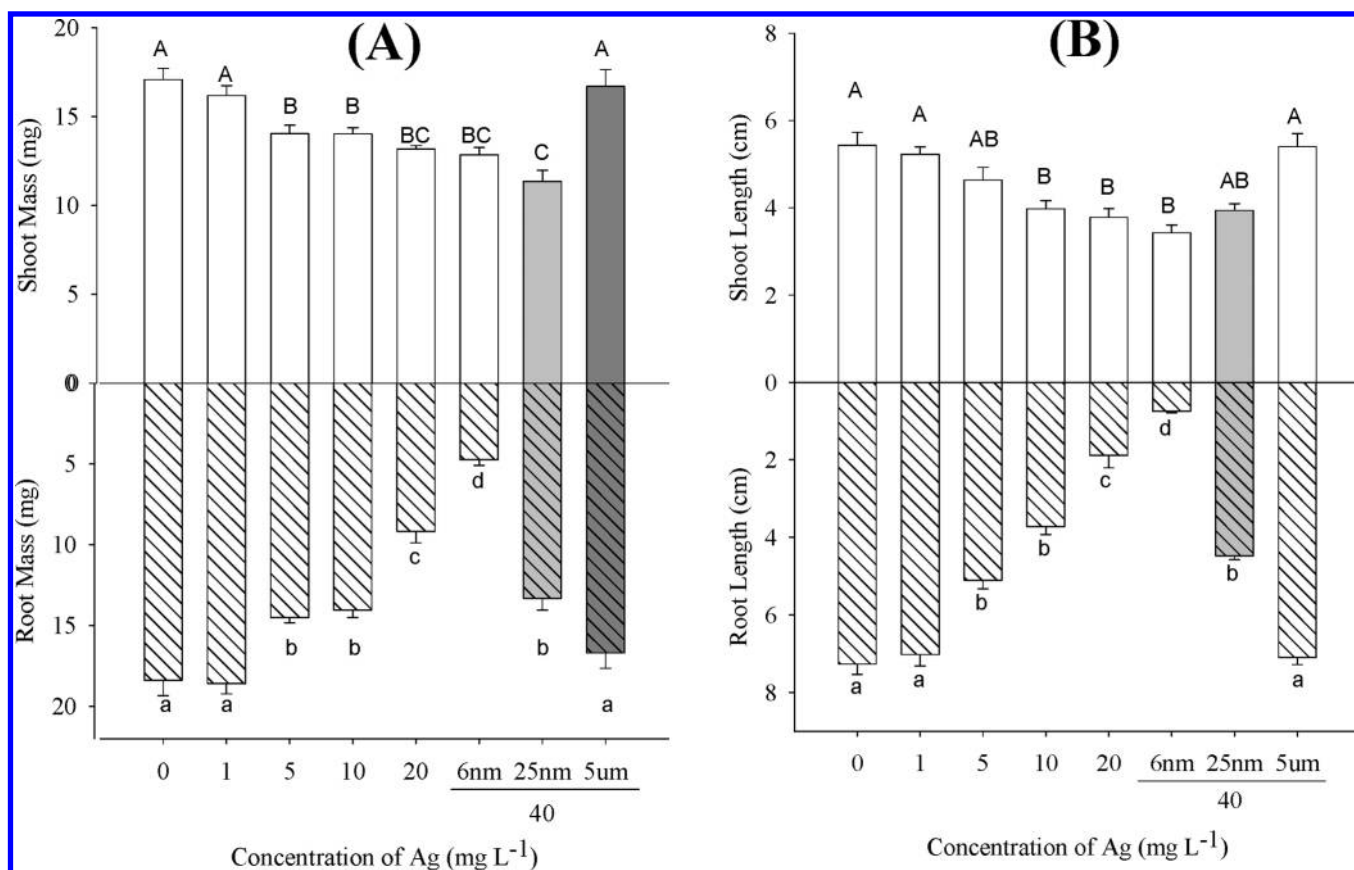 (A)
Shoot Mass (mg)
20
15
10
5
0
A
A
B
B
BC
BC
C
A
Root Mass (mg)
5
10
15
20
a
a
b
b
c
d
b
a
0 1 5 10 20 6nm 25nm 5um
40
Concentration of Ag (mg L-1)
(B)
Shoot Length (cm)
8
6
4
2
0
A
A
AB
B
B
B
AB
A
Root Length (cm)
2
4
6
8
a
a
b
b
c
d
b
a
0 1 5 10 20 6nm 25nm 5um
40
Concentration of Ag (mg L-1)